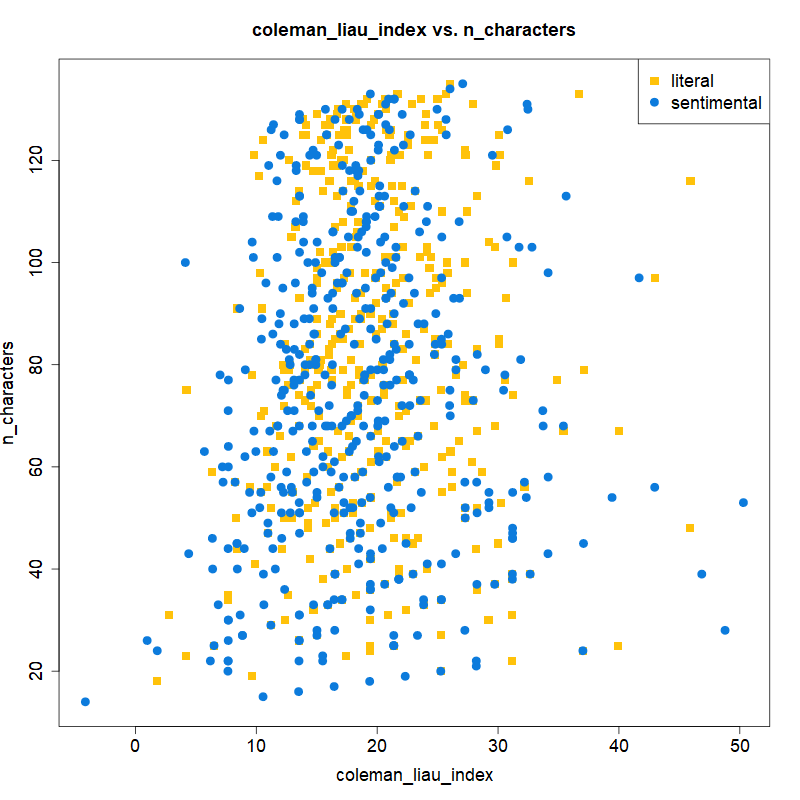 coleman_liau_index vs. n_characters
literal
sentimental
n_characters
120
100
80
60
40
20
0 10 20 30 40 50
coleman_liau_index